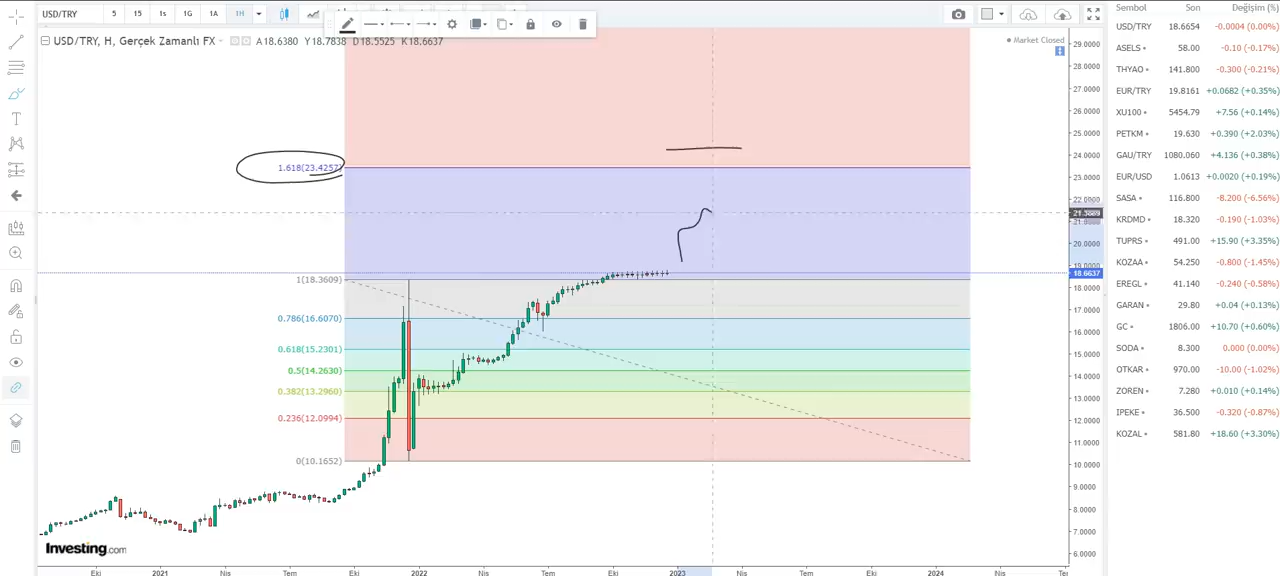 USD/TRY 5 15 1s 1G 1A 1H
USD/TRY, H, Gerçek Zamanlı FX A18.6380 Y18.7838 D18.5525 K18.6637
Market Closed
1.618(23.4252)
1(18.3609)
0.786(16.6070)
0.618(15.2301)
0.5(14.2630)
0.382(13.2960)
0.236(12.0994)
0(10.1652)
29.0000
28.0000
27.0000
26.0000
25.0000
24.0000
23.0000
22.0000
21.0000
20.0000
19.0000
18.6637
18.0000
17.0000
16.0000
15.0000
14.0000
13.0000
12.0000
11.0000
10.0000
9.0000
8.0000
7.0000
6.0000
Investing.com
Eki 2021 Nis Tem Eki 2022 Nis Tem Eki 2023 Nis Tem Eki 2024 Nis
Sembol Son Değişim (%)
USD/TRY 18.6654 -0.0004 (0.00%)
ASELS 58.00 -0.10 (-0.17%)
THYAO 141.800 -0.300 (-0.21%)
EUR/TRY 19.8161 +0.0682 (+0.35%)
XU100 5454.79 +7.56 (+0.14%)
PETKM 19.630 +0.390 (+2.03%)
GAU/TRY 1080.060 +4.136 (+0.38%)
EUR/USD 1.0613 +0.0020 (+0.19%)
SASA 116.800 -8.200 (-6.56%)
KRDMD 18.320 -0.190 (-1.03%)
TUPRS 491.00 +15.90 (+3.35%)
KOZAA 54.250 -0.800 (-1.45%)
EREGL 41.140 -0.240 (-0.58%)
GARAN 29.80 +0.04 (+0.13%)
GC 1806.00 +10.70 (+0.60%)
SODA 8.300 0.000 (0.00%)
OTKAR 970.00 -10.00 (-1.02%)
ZOREN 7.280 +0.010 (+0.14%)
IPEKE 36.500 -0.320 (-0.87%)
KOZAL 581.80 +18.60 (+3.30%)